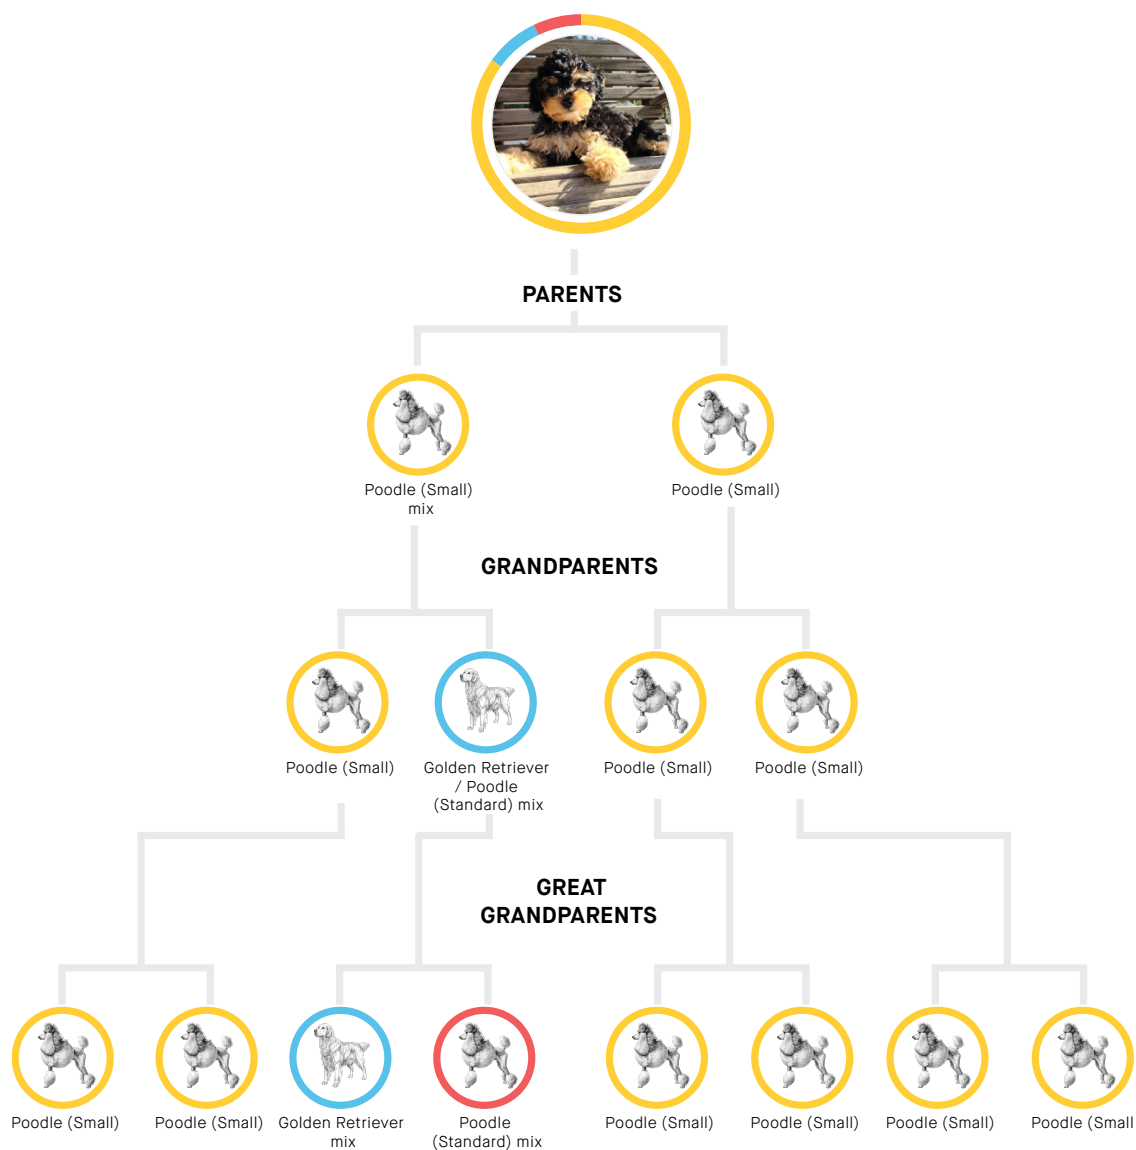 PARENTS
Poodle (Small)
mix
Poodle (Small)
GRANDPARENTS
Poodle (Small)
Golden Retriever
/ Poodle
(Standard) mix
Poodle (Small)
Poodle (Small)
GREAT
GRANDPARENTS
Poodle (Small)
Poodle (Small)
Golden Retriever
mix
Poodle
(Standard) mix
Poodle (Small)
Poodle (Small)
Poodle (Small)
Poodle (Small